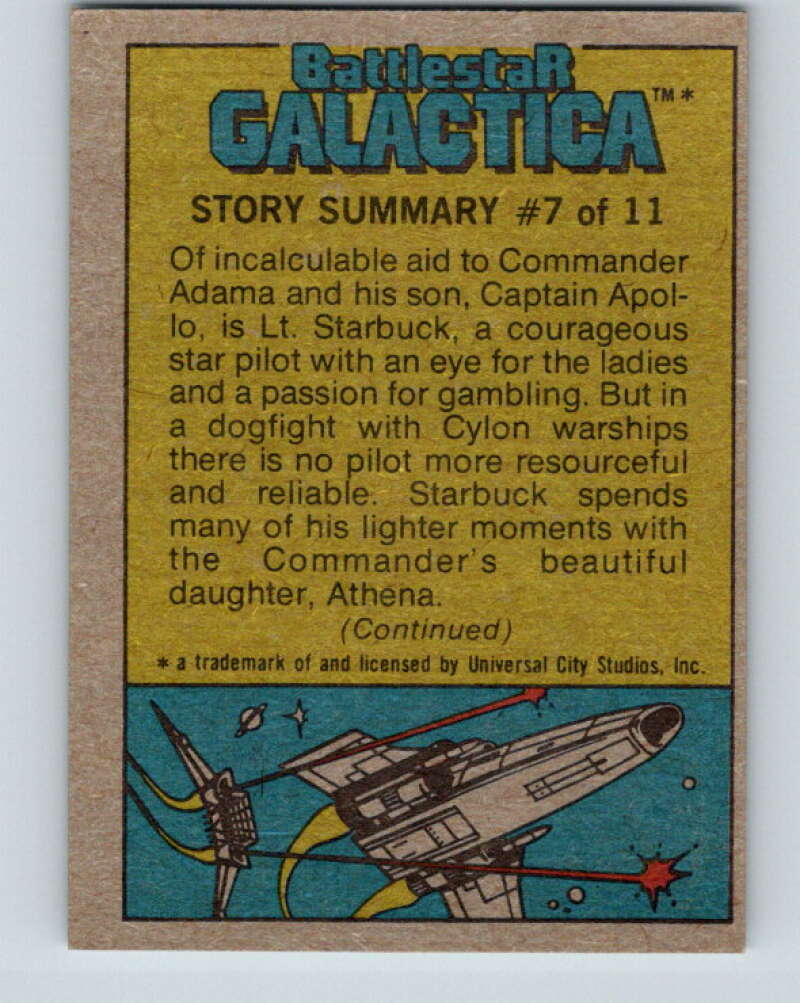 BattlestaR
GALACTICA™*
STORY SUMMARY #7 of 11
Of incalculable aid to Commander
Adama and his son, Captain Apol-
lo, is Lt. Starbuck, a courageous
star pilot with an eye for the ladies
and a passion for gambling. But in
a dogfight with Cylon warships
there is no pilot more resourceful
and reliable. Starbuck spends
many of his lighter moments with
the Commander's beautiful
daughter, Athena.
(Continued)
* a trademark of and licensed by Universal City Studios, Inc.